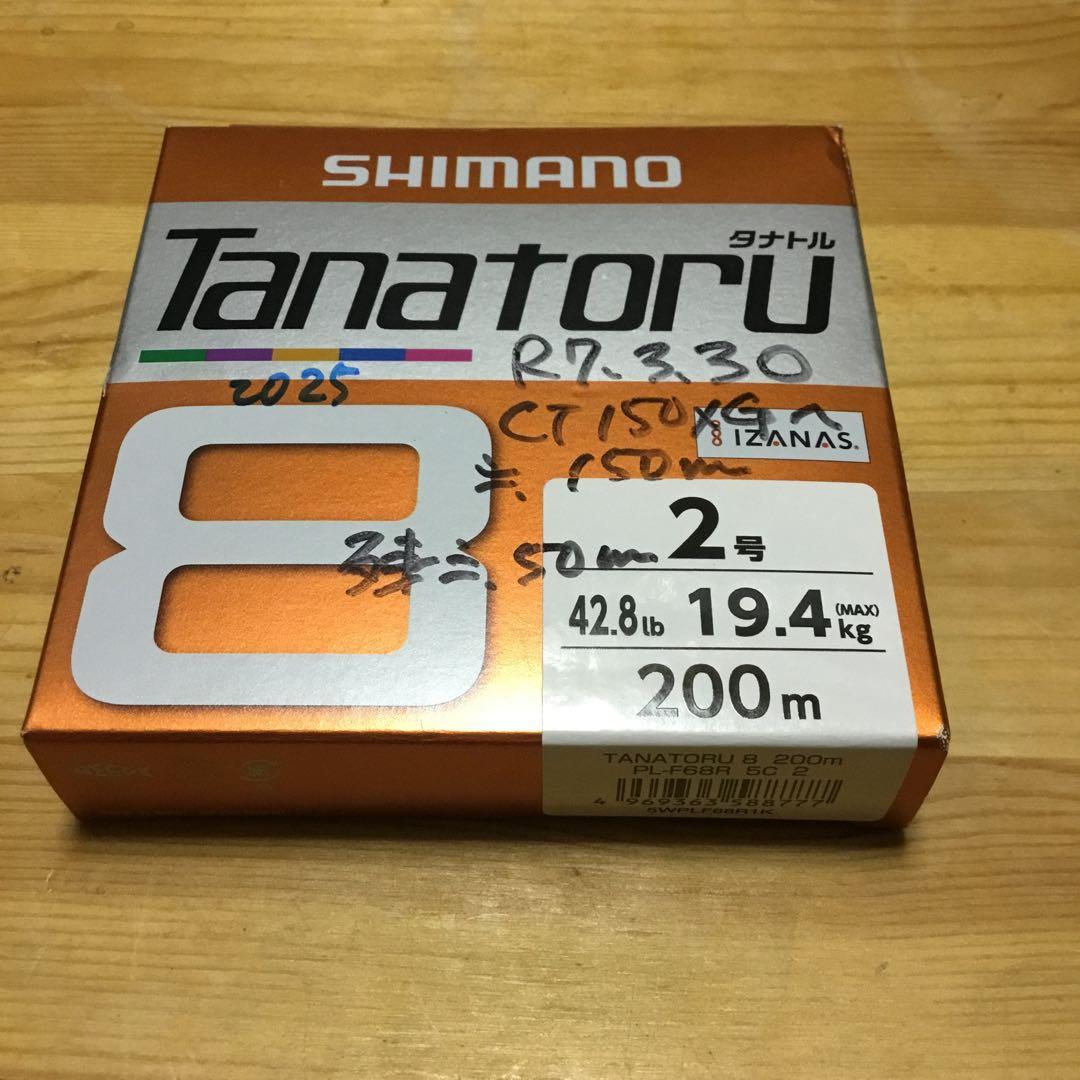 SHIMANO
タナトル
Tanatoru
R7.3.30
2025
CT150XGへ
IZANAS®
≒150m
8
残≒50m
2号
42.8lb 19.4kg (MAX)
200m
TANATORU 8 200m
PL-F68R 5C 2
4 969363 588777
5WPLF68R1K